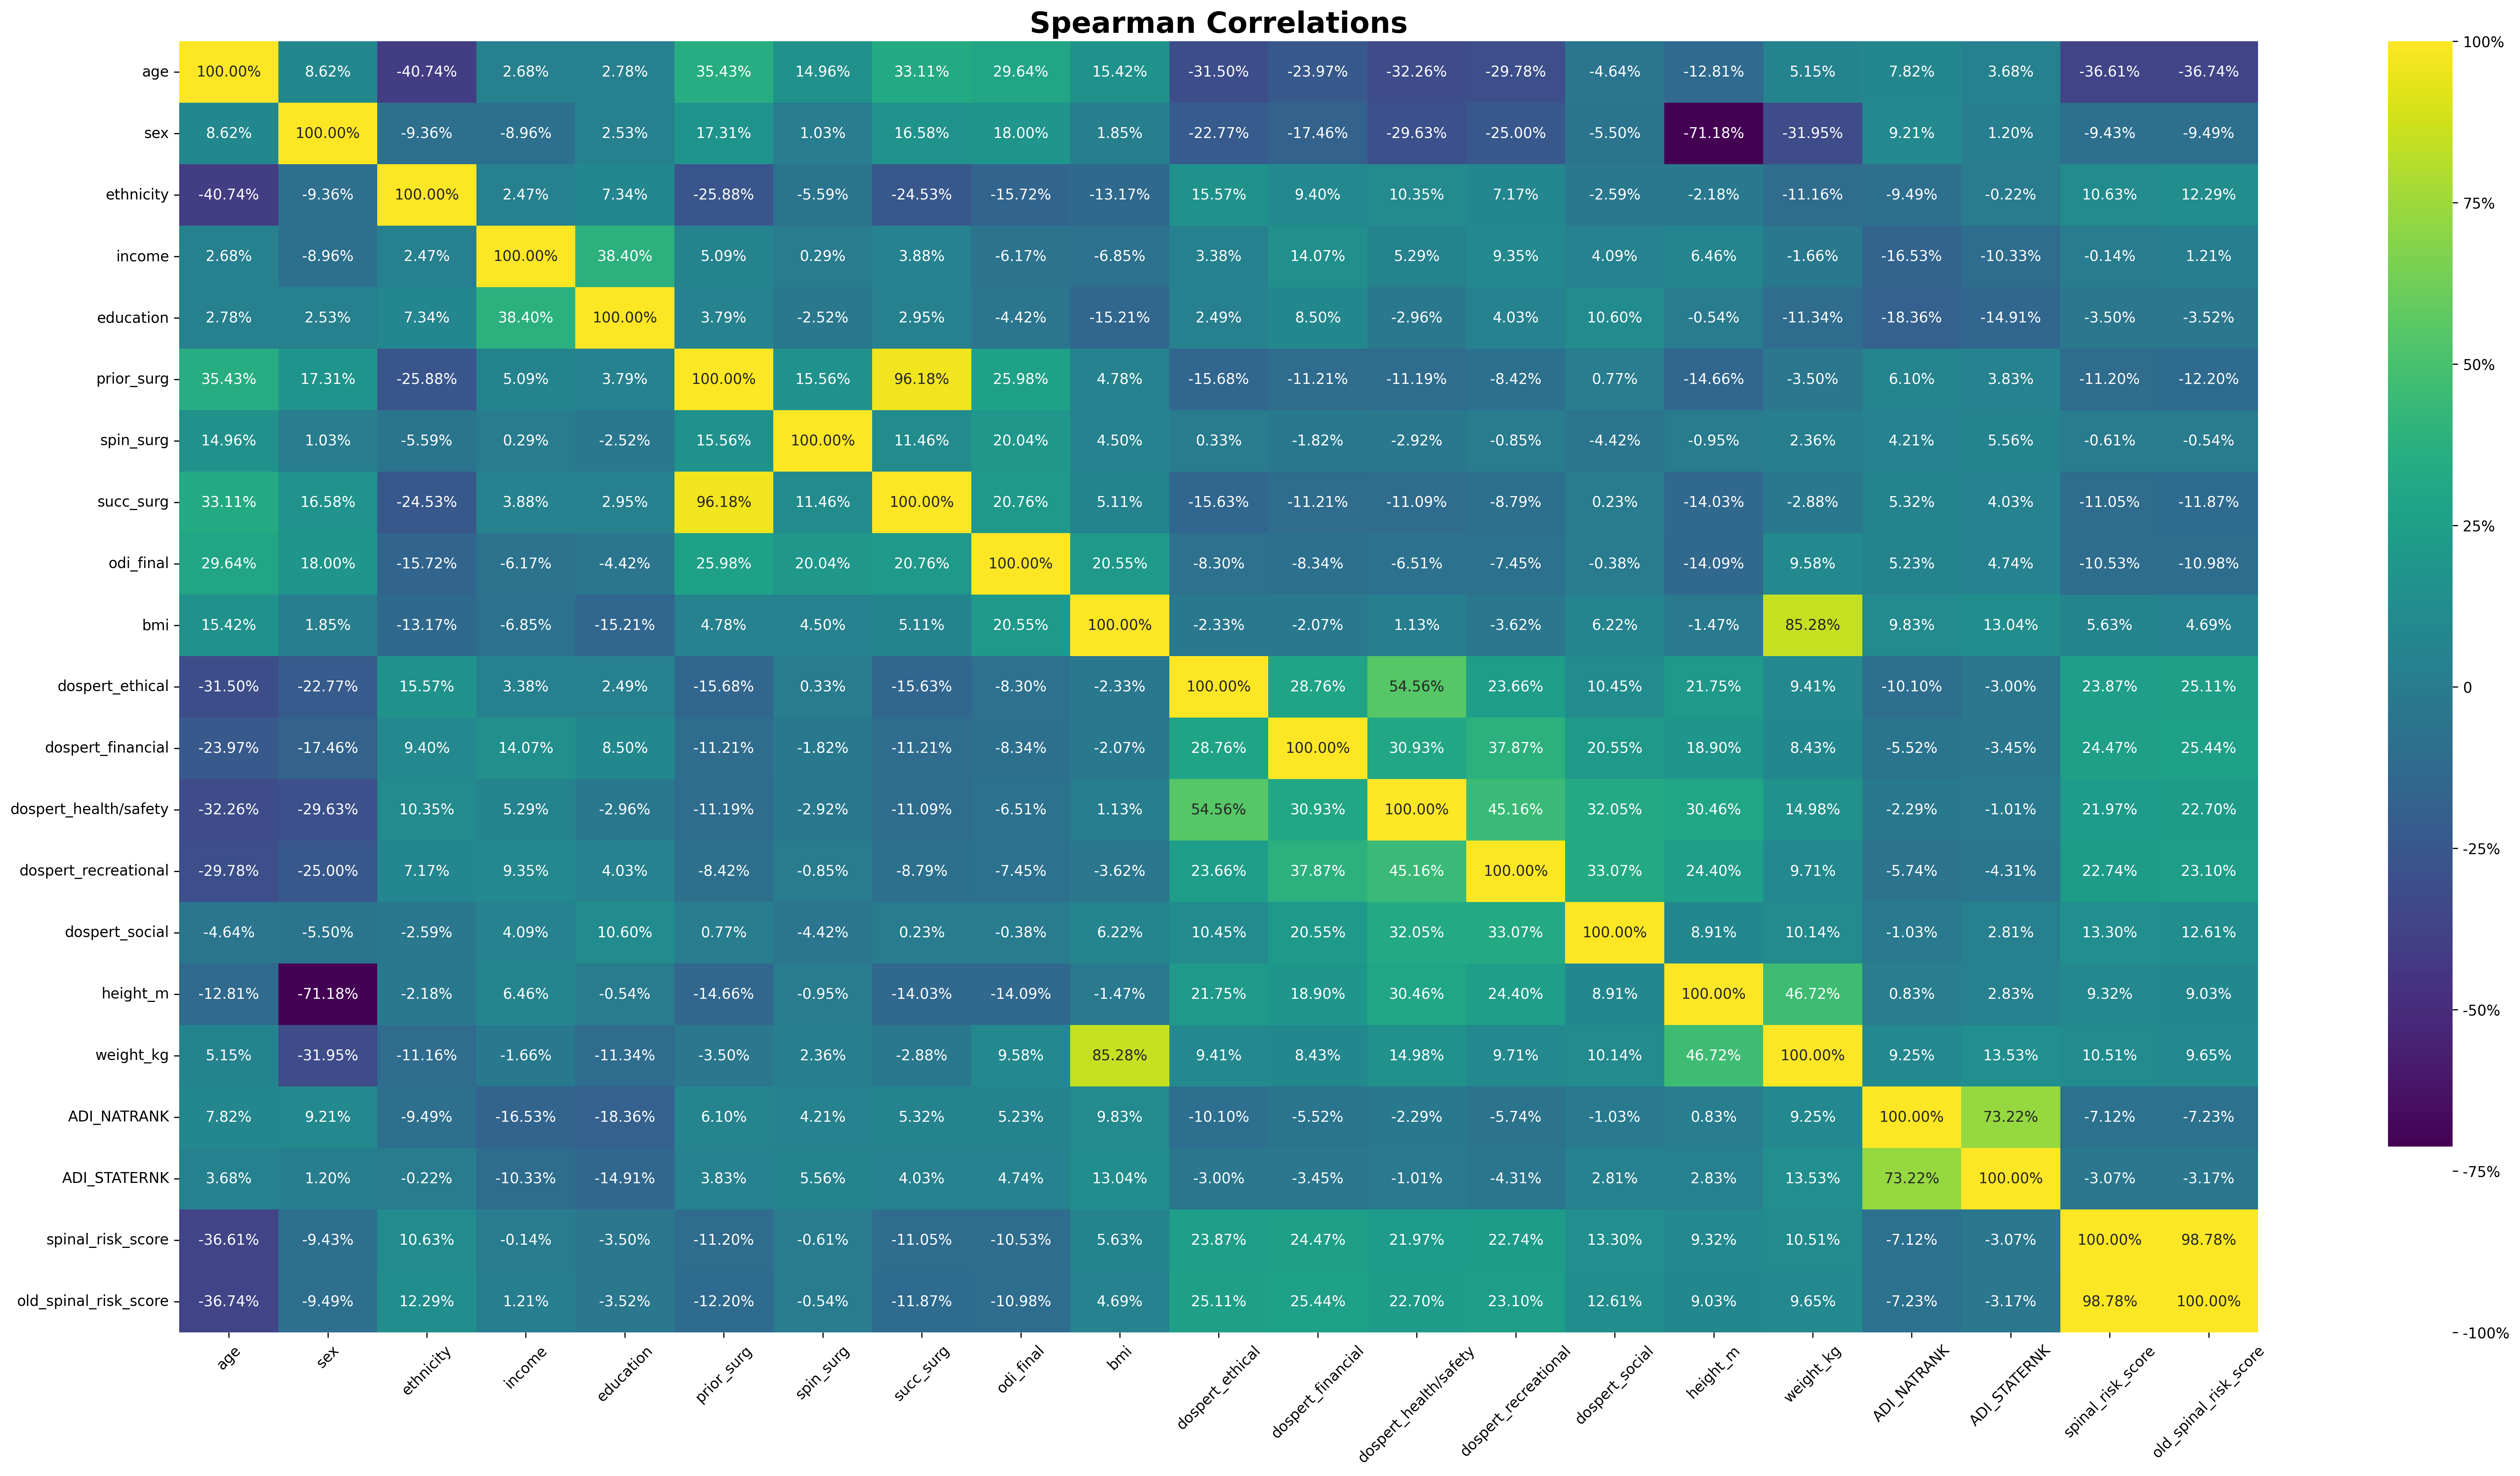 Spearman Correlations
age 100.00% 8.62% -40.74% 2.68% 2.78% 35.43% 14.96% 33.11% 29.64% 15.42% -31.50% -23.97% -32.26% -29.78% -4.64% -12.81% 5.15% 7.82% 3.68% -36.61% -36.74%
sex 8.62% 100.00% -9.36% -8.96% 2.53% 17.31% 1.03% 16.58% 18.00% 1.85% -22.77% -17.46% -29.63% -25.00% -5.50% -71.18% -31.95% 9.21% 1.20% -9.43% -9.49%
ethnicity -40.74% -9.36% 100.00% 2.47% 7.34% -25.88% -5.59% -24.53% -15.72% -13.17% 15.57% 9.40% 10.35% 7.17% -2.59% -2.18% -11.16% -9.49% -0.22% 10.63% 12.29%
income 2.68% -8.96% 2.47% 100.00% 38.40% 5.09% 0.29% 3.88% -6.17% -6.85% 3.38% 14.07% 5.29% 9.35% 4.09% 6.46% -1.66% -16.53% -10.33% -0.14% 1.21%
education 2.78% 2.53% 7.34% 38.40% 100.00% 3.79% -2.52% 2.95% -4.42% -15.21% 2.49% 8.50% -2.96% 4.03% 10.60% -0.54% -11.34% -18.36% -14.91% -3.50% -3.52%
prior_surg 35.43% 17.31% -25.88% 5.09% 3.79% 100.00% 15.56% 96.18% 25.98% 4.78% -15.68% -11.21% -11.19% -8.42% 0.77% -14.66% -3.50% 6.10% 3.83% -11.20% -12.20%
spin_surg 14.96% 1.03% -5.59% 0.29% -2.52% 15.56% 100.00% 11.46% 20.04% 4.50% 0.33% -1.82% -2.92% -0.85% -4.42% -0.95% 2.36% 4.21% 5.56% -0.61% -0.54%
succ_surg 33.11% 16.58% -24.53% 3.88% 2.95% 96.18% 11.46% 100.00% 20.76% 5.11% -15.63% -11.21% -11.09% -8.79% 0.23% -14.03% -2.88% 5.32% 4.03% -11.05% -11.87%
odi_final 29.64% 18.00% -15.72% -6.17% -4.42% 25.98% 20.04% 20.76% 100.00% 20.55% -8.30% -8.34% -6.51% -7.45% -0.38% -14.09% 9.58% 5.23% 4.74% -10.53% -10.98%
bmi 15.42% 1.85% -13.17% -6.85% -15.21% 4.78% 4.50% 5.11% 20.55% 100.00% -2.33% -2.07% 1.13% -3.62% 6.22% -1.47% 85.28% 9.83% 13.04% 5.63% 4.69%
dospert_ethical -31.50% -22.77% 15.57% 3.38% 2.49% -15.68% 0.33% -15.63% -8.30% -2.33% 100.00% 28.76% 54.56% 23.66% 10.45% 21.75% 9.41% -10.10% -3.00% 23.87% 25.11%
dospert_financial -23.97% -17.46% 9.40% 14.07% 8.50% -11.21% -1.82% -11.21% -8.34% -2.07% 28.76% 100.00% 30.93% 37.87% 20.55% 18.90% 8.43% -5.52% -3.45% 24.47% 25.44%
dospert_health/safety -32.26% -29.63% 10.35% 5.29% -2.96% -11.19% -2.92% -11.09% -6.51% 1.13% 54.56% 30.93% 100.00% 45.16% 32.05% 30.46% 14.98% -2.29% -1.01% 21.97% 22.70%
dospert_recreational -29.78% -25.00% 7.17% 9.35% 4.03% -8.42% -0.85% -8.79% -7.45% -3.62% 23.66% 37.87% 45.16% 100.00% 33.07% 24.40% 9.71% -5.74% -4.31% 22.74% 23.10%
dospert_social -4.64% -5.50% -2.59% 4.09% 10.60% 0.77% -4.42% 0.23% -0.38% 6.22% 10.45% 20.55% 32.05% 33.07% 100.00% 8.91% 10.14% -1.03% 2.81% 13.30% 12.61%
height_m -12.81% -71.18% -2.18% 6.46% -0.54% -14.66% -0.95% -14.03% -14.09% -1.47% 21.75% 18.90% 30.46% 24.40% 8.91% 100.00% 46.72% 0.83% 2.83% 9.32% 9.03%
weight_kg 5.15% -31.95% -11.16% -1.66% -11.34% -3.50% 2.36% -2.88% 9.58% 85.28% 9.41% 8.43% 14.98% 9.71% 10.14% 46.72% 100.00% 9.25% 13.53% 10.51% 9.65%
ADI_NATRANK 7.82% 9.21% -9.49% -16.53% -18.36% 6.10% 4.21% 5.32% 5.23% 9.83% -10.10% -5.52% -2.29% -5.74% -1.03% 0.83% 9.25% 100.00% 73.22% -7.12% -7.23%
ADI_STATERNK 3.68% 1.20% -0.22% -10.33% -14.91% 3.83% 5.56% 4.03% 4.74% 13.04% -3.00% -3.45% -1.01% -4.31% 2.81% 2.83% 13.53% 73.22% 100.00% -3.07% -3.17%
spinal_risk_score -36.61% -9.43% 10.63% -0.14% -3.50% -11.20% -0.61% -11.05% -10.53% 5.63% 23.87% 24.47% 21.97% 22.74% 13.30% 9.32% 10.51% -7.12% -3.07% 100.00% 98.78%
old_spinal_risk_score -36.74% -9.49% 12.29% 1.21% -3.52% -12.20% -0.54% -11.87% -10.98% 4.69% 25.11% 25.44% 22.70% 23.10% 12.61% 9.03% 9.65% -7.23% -3.17% 98.78% 100.00%
age sex ethnicity income education prior_surg spin_surg succ_surg odi_final bmi dospert_ethical dospert_financial dospert_health/safety dospert_recreational dospert_social height_m weight_kg ADI_NATRANK ADI_STATERNK spinal_risk_score old_spinal_risk_score
100%
75%
50%
25%
0
-25%
-50%
-75%
-100%